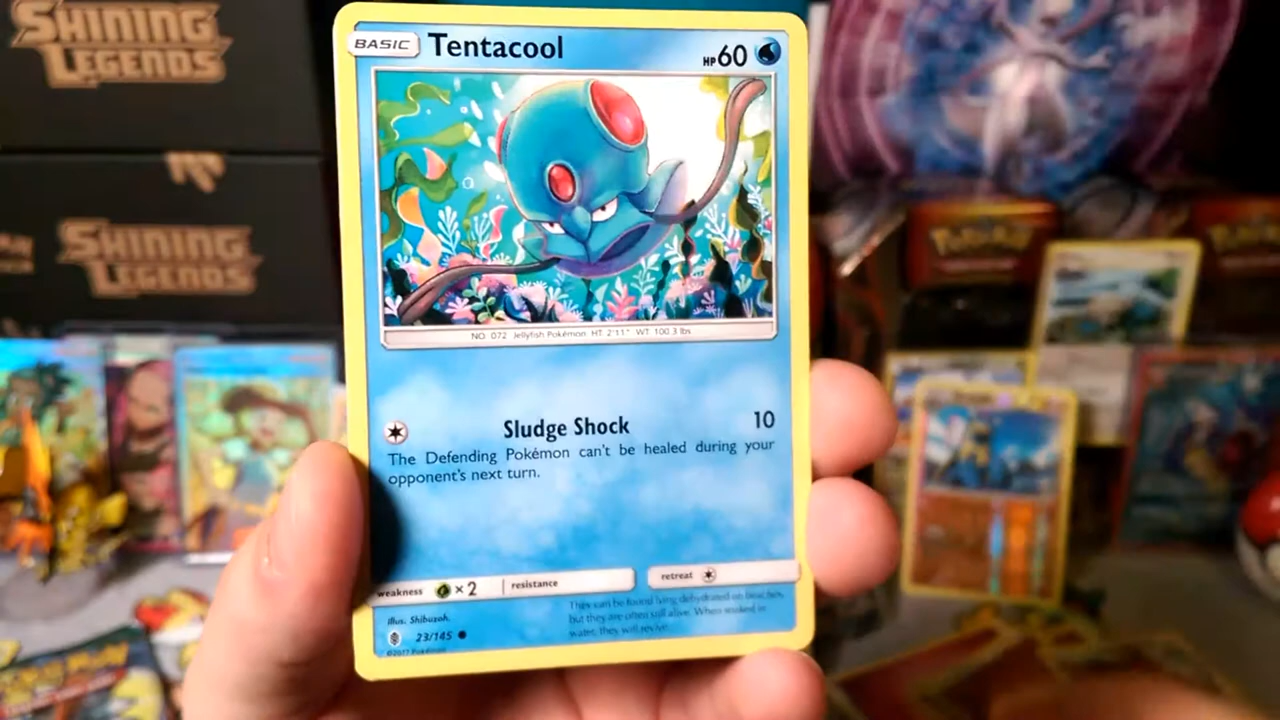 SHINING
LEGENDS
SHINING
LEGENDS
BASIC
Tentacool
HP60
NO. 072 Jellyfish Pokémon HT 2'11" WT 100.3 lbs
Sludge Shock 10
The Defending Pokémon can't be healed during your
opponent's next turn.
weakness ×2 resistance
retreat
Illus. Shibuzoh.
23/145
©2017 Pokémon
They can be found lying dehydrated on beaches,
but they are often still alive. When soaked in
water, they will revive.
Pokémon